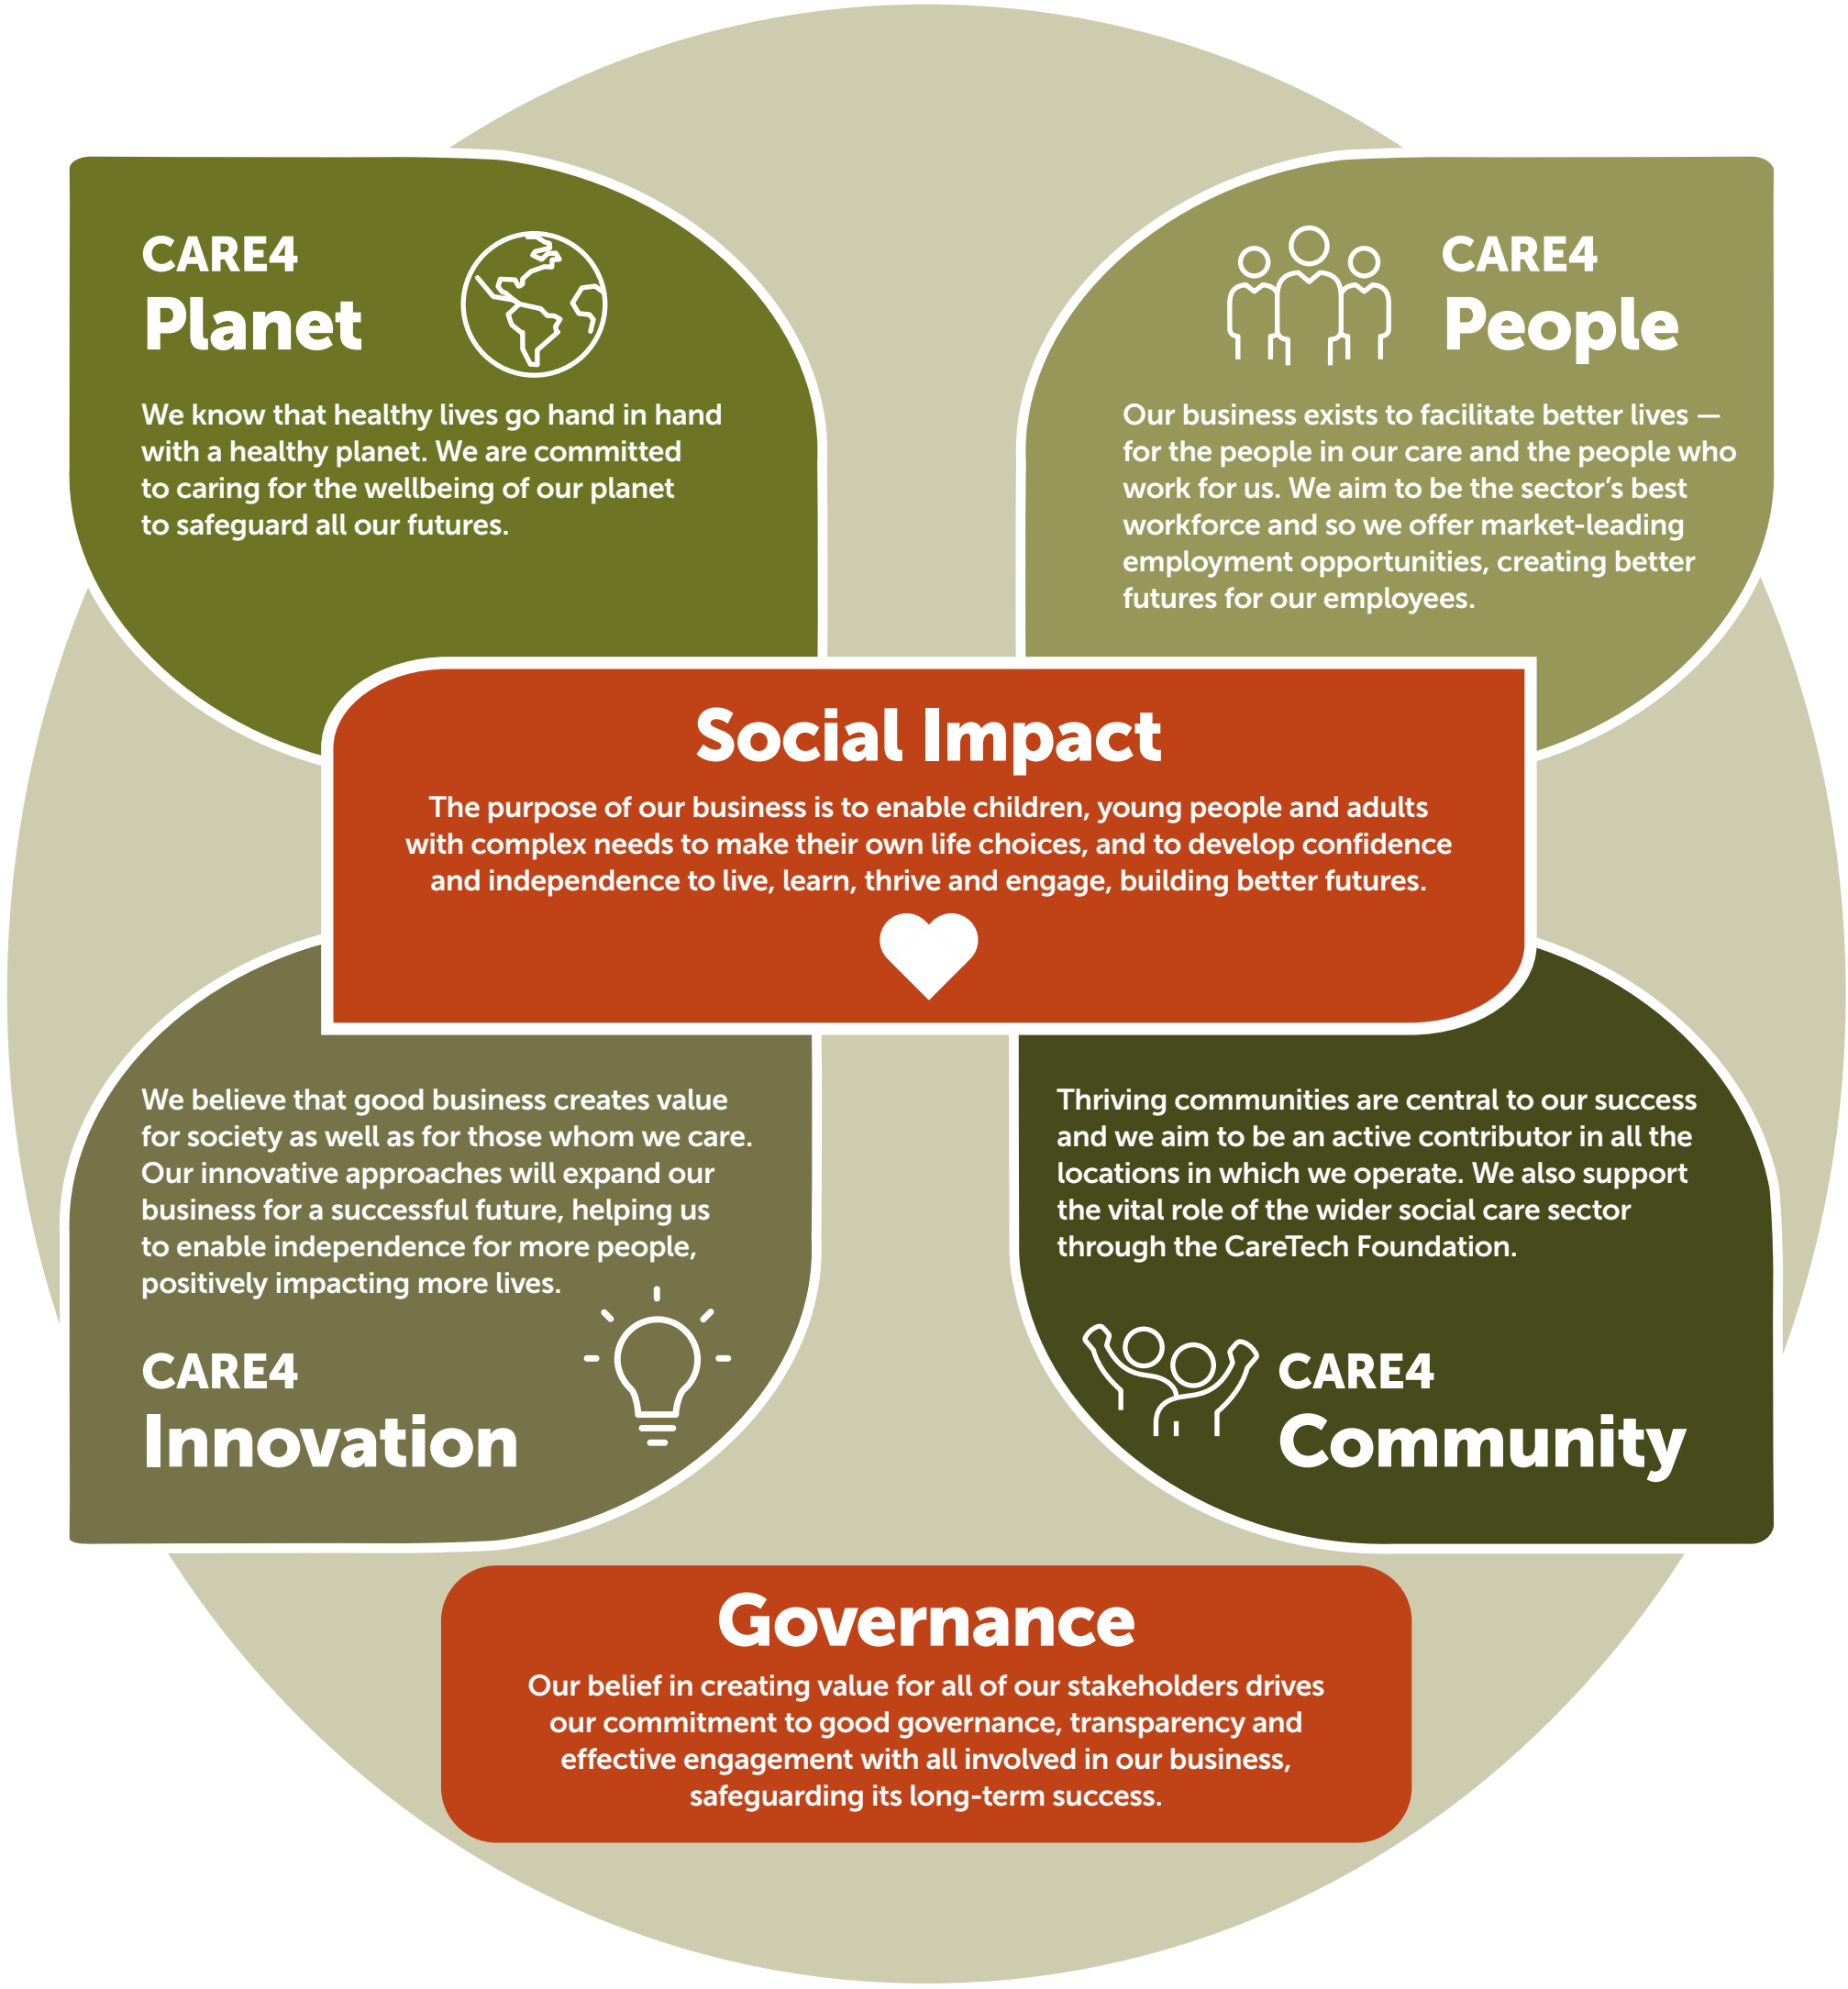 CARE4
Planet
We know that healthy lives go hand in hand
with a healthy planet. We are committed
to caring for the wellbeing of our planet
to safeguard all our futures.
CARE4
People
Our business exists to facilitate better lives —
for the people in our care and the people who
work for us. We aim to be the sector’s best
workforce and so we offer market-leading
employment opportunities, creating better
futures for our employees.
Social Impact
The purpose of our business is to enable children, young people and adults
with complex needs to make their own life choices, and to develop confidence
and independence to live, learn, thrive and engage, building better futures.
We believe that good business creates value
for society as well as for those whom we care.
Our innovative approaches will expand our
business for a successful future, helping us
to enable independence for more people,
positively impacting more lives.
CARE4
Innovation
Thriving communities are central to our success
and we aim to be an active contributor in all the
locations in which we operate. We also support
the vital role of the wider social care sector
through the CareTech Foundation.
CARE4
Community
Governance
Our belief in creating value for all of our stakeholders drives
our commitment to good governance, transparency and
effective engagement with all involved in our business,
safeguarding its long-term success.